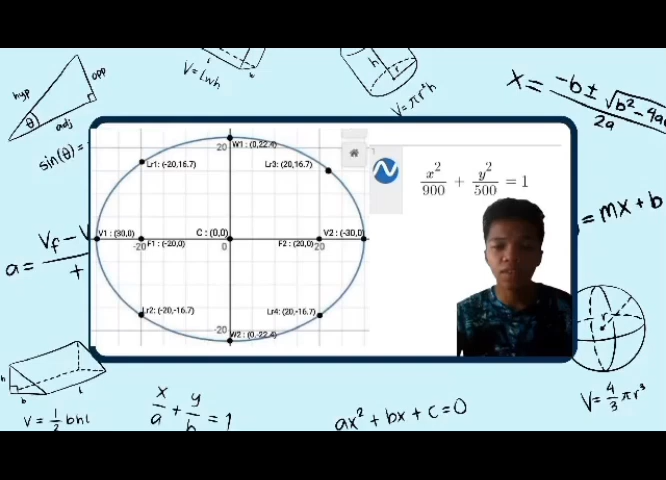 V=Lwh
h
r
V=πr²h
hyp
opp
θ
adj
sin(θ)=
x= -b±√b²-4ac
2a
20
W1 : (0,22.4)
Lr1: (-20,16.7)
Lr3: (20,16.7)
1
x²/900 + y²/500 = 1
V1 : (30,0)
C : (0,0)
V2 : (-30,0)
-20
F1 : (-20,0)
0
F2 : (20,0)
20
= mx + b
a= Vf - V
t
Lr2: (-20,-16.7)
Lr4: (20,-16.7)
-20
W2 : (0,-22.4)
r
h
b
l
V = 1/2 bhl
x/a + y/b = 1
ax² + bx + c = 0
V= 4/3 πr³